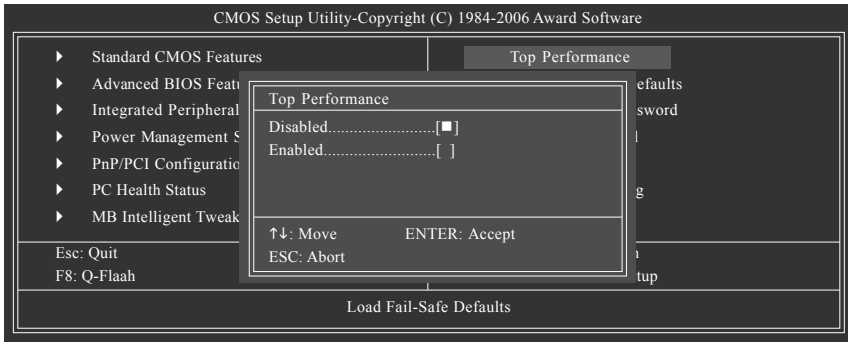 CMOS Setup Utility-Copyright (C) 1984-2006 Award Software
Standard CMOS Features
Advanced BIOS Featu
Integrated Peripheral
Power Management S
PnP/PCI Configuratio
PC Health Status
MB Intelligent Tweak
Top Performance
efaults
sword
l
g
Top Performance
Disabled.........................[■]
Enabled..........................[ ]
↑↓: Move ENTER: Accept
ESC: Abort
Esc: Quit
F8: Q-Flaah
n
tup
Load Fail-Safe Defaults